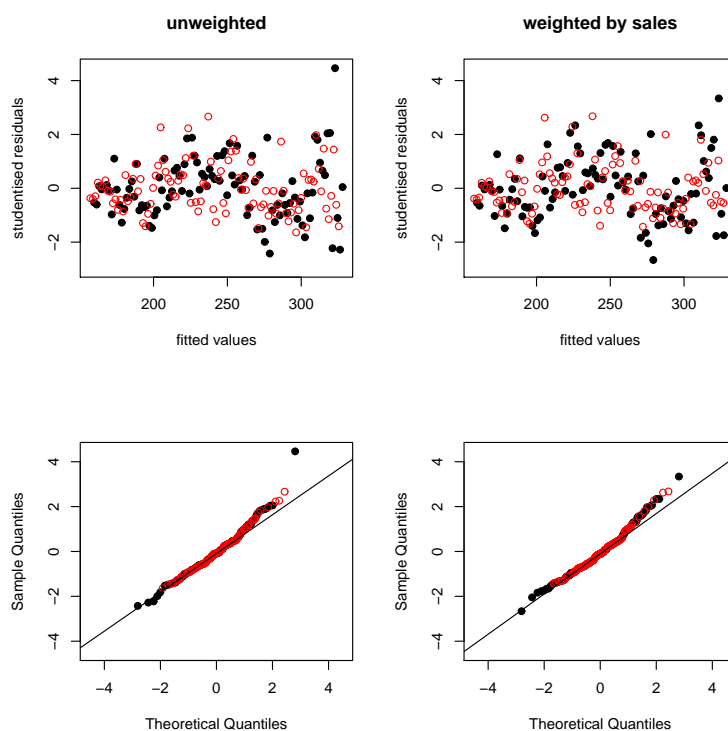 unweighted
studentised residuals
4
2
0
−2
200 250 300
fitted values
weighted by sales
studentised residuals
4
2
0
−2
200 250 300
fitted values
Sample Quantiles
4
2
0
−2
−4
−4 −2 0 2 4
Theoretical Quantiles
Sample Quantiles
4
2
0
−2
−4
−4 −2 0 2 4
Theoretical Quantiles